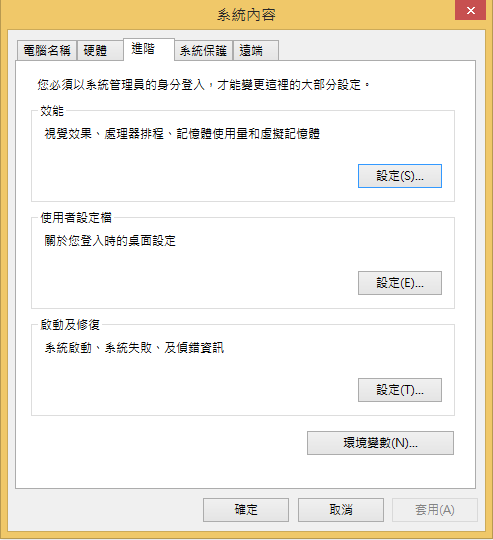 系統內容
電腦名稱 硬體 進階 系統保護 遠端
您必須以系統管理員的身分登入，才能變更這裡的大部分設定。
效能
視覺效果、處理器排程、記憶體使用量和虛擬記憶體
設定(S)...
使用者設定檔
關於您登入時的桌面設定
設定(E)...
啟動及修復
系統啟動、系統失敗、及偵錯資訊
設定(T)...
環境變數(N)...
確定 取消 套用(A)